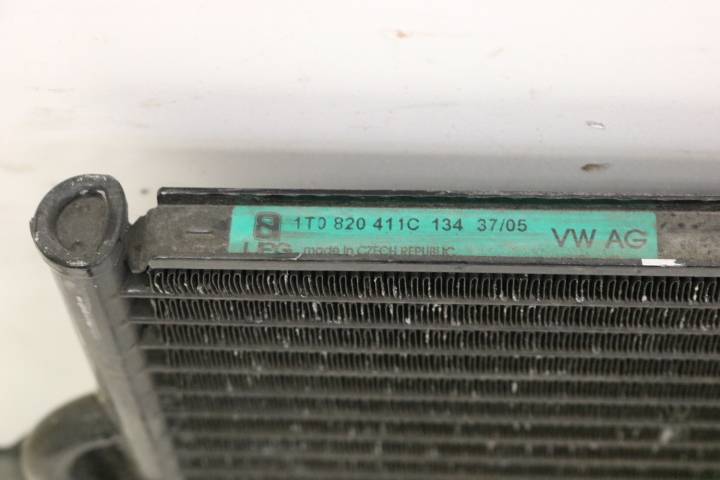 1T0 820 411C 134 37/05
made in CZECH REPUBLIC
VW AG